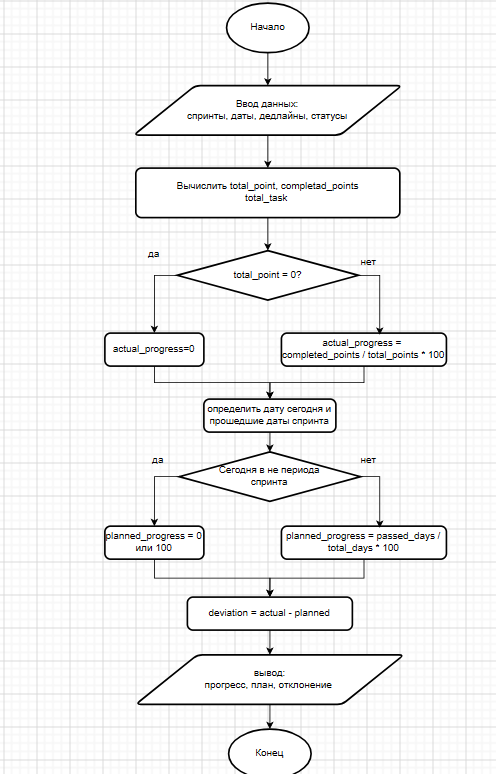 Начало
Ввод данных:
спринты, даты, дедлайны, статусы
Вычислить total_point, completad_points
total_task
да
нет
total_point = 0?
actual_progress=0
actual_progress =
completed_points / total_points * 100
определить дату сегодня и
прошедшие даты спринта
да
нет
Сегодня в не периода
спринта
planned_progress = 0
или 100
planned_progress = passed_days /
total_days * 100
deviation = actual - planned
вывод:
прогресс, план, отклонение
Конец